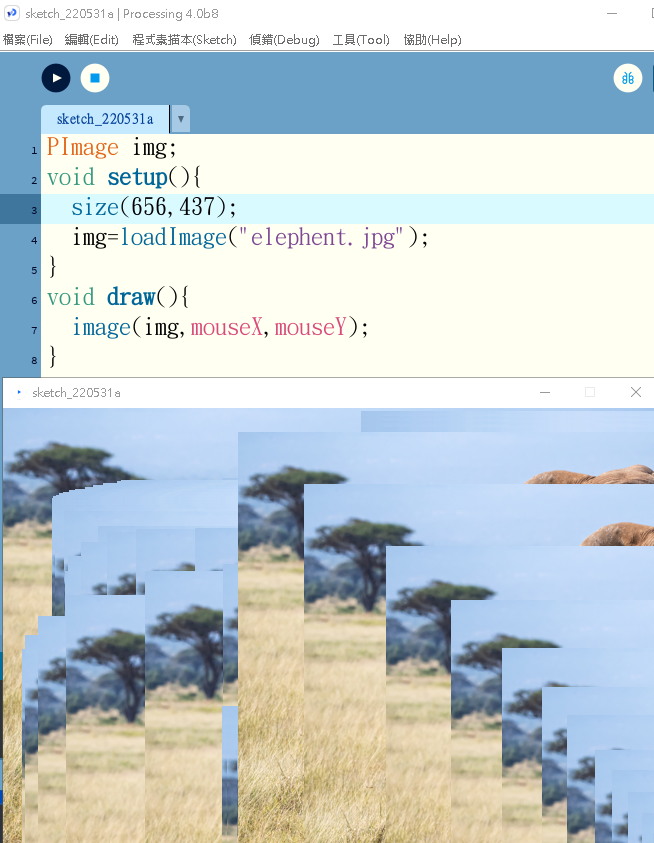 sketch_220531a | Processing 4.0b8
檔案(File) 編輯(Edit) 程式素描本(Sketch) 偵錯(Debug) 工具(Tool) 協助(Help)
sketch_220531a
1 PImage img;
2 void setup(){
3 size(656,437);
4 img=loadImage("elephent.jpg");
5 }
6 void draw(){
7 image(img,mouseX,mouseY);
8 }
sketch_220531a